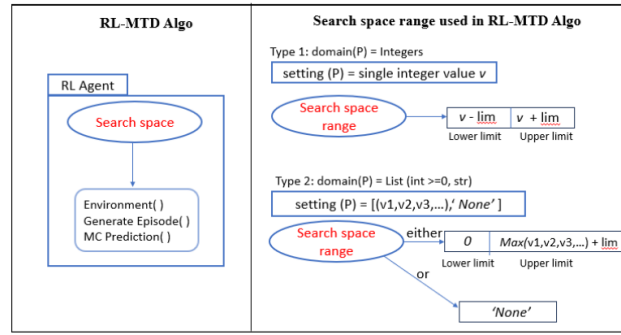 RL-MTD Algo
RL Agent
Search space
Environment( )
Generate Episode( )
MC Prediction( )
Search space range used in RL-MTD Algo
Type 1: domain(P) = Integers
setting (P) = single integer value v
Search space
range
v - lim
v + lim
Lower limit
Upper limit
Type 2: domain(P) = List (int >=0, str)
setting (P) = [(v1,v2,v3,...),‘ None’ ]
Search space
range
either
0
Max(v1,v2,v3,...) + lim
Lower limit
Upper limit
or
‘None’